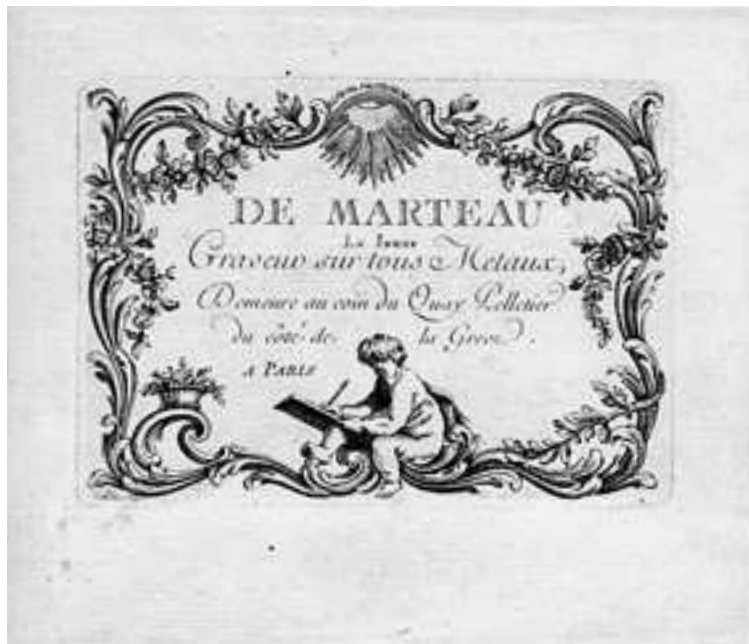 DE MARTEAU
Le Jeune
Graveur sur tous Metaux,
Demeure au coin du Quay Pelletier
du côté de la Greve.
A PARIS